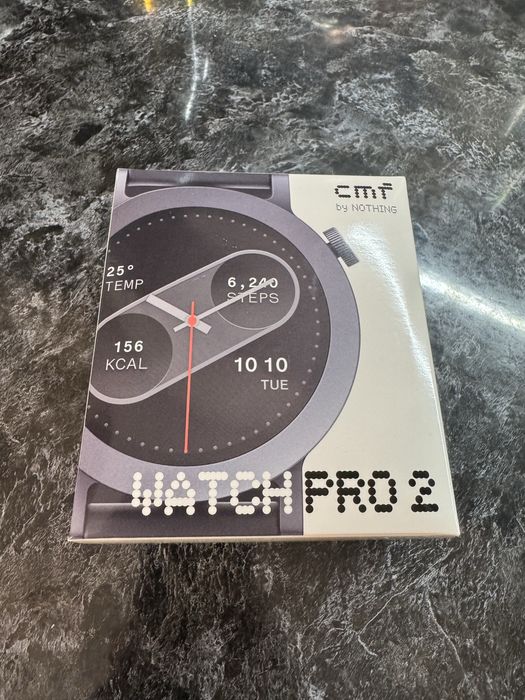 cmf
by NOTHING
25°
TEMP
6,240
STEPS
156
KCAL
10 10
TUE
WATCH PRO 2